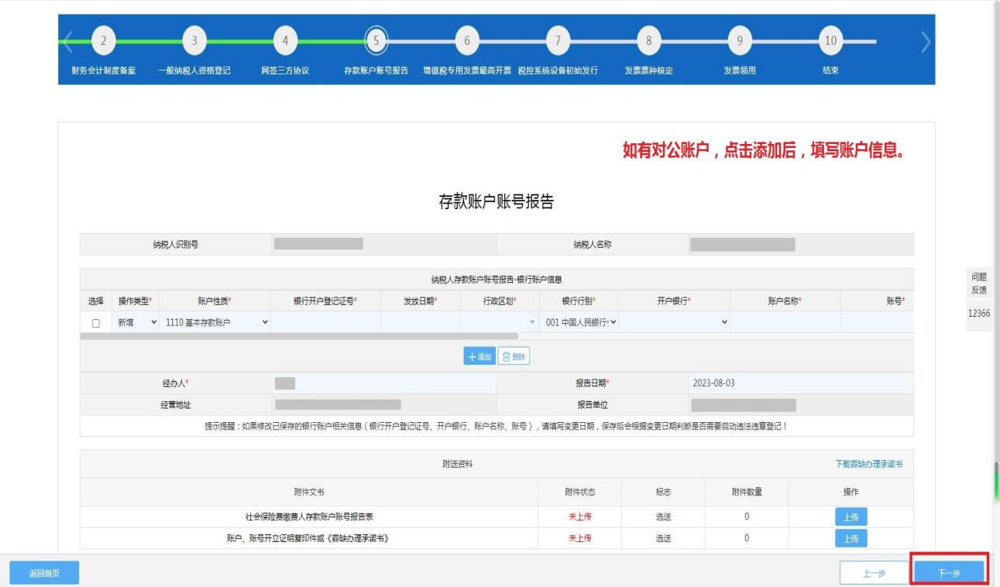 2 3 4 5 6 7 8 9 10
财务会计制度备案 一般纳税人资格登记 网签三方协议 存款账户账号报告 增值税专用发票最高开票 税控系统设备初始发行 发票票种核定 发票领用 结束
如有对公账户，点击添加后，填写账户信息。
存款账户账号报告
纳税人识别号 纳税人名称
纳税人存款账户账号报告-银行账户信息
选择 操作类型* 账户性质* 银行开户登记证号* 发放日期* 行政区划* 银行行别* 开户银行* 账户名称* 账号*
新增 1110 基本存款账户 001 中国人民银行
添加 删除
经办人* 报告日期* 2023-08-03
经营地址 报告单位
提示提醒：如果修改已保存的银行账户相关信息（银行开户登记证号、开户银行、账户名称、账号），请填写变更日期，保存后会根据变更日期判断是否需要启动违法违章登记！
附送资料 下载容缺办理承诺书
附件文书 附件状态 标志 附件数量 操作
社会保险费缴费人存款账户账号报告表 未上传 选送 0 上传
账户、账号开立证明复印件或《容缺办理承诺书》 未上传 选送 0 上传
问题
反馈
12366
返回首页 上一步 下一步